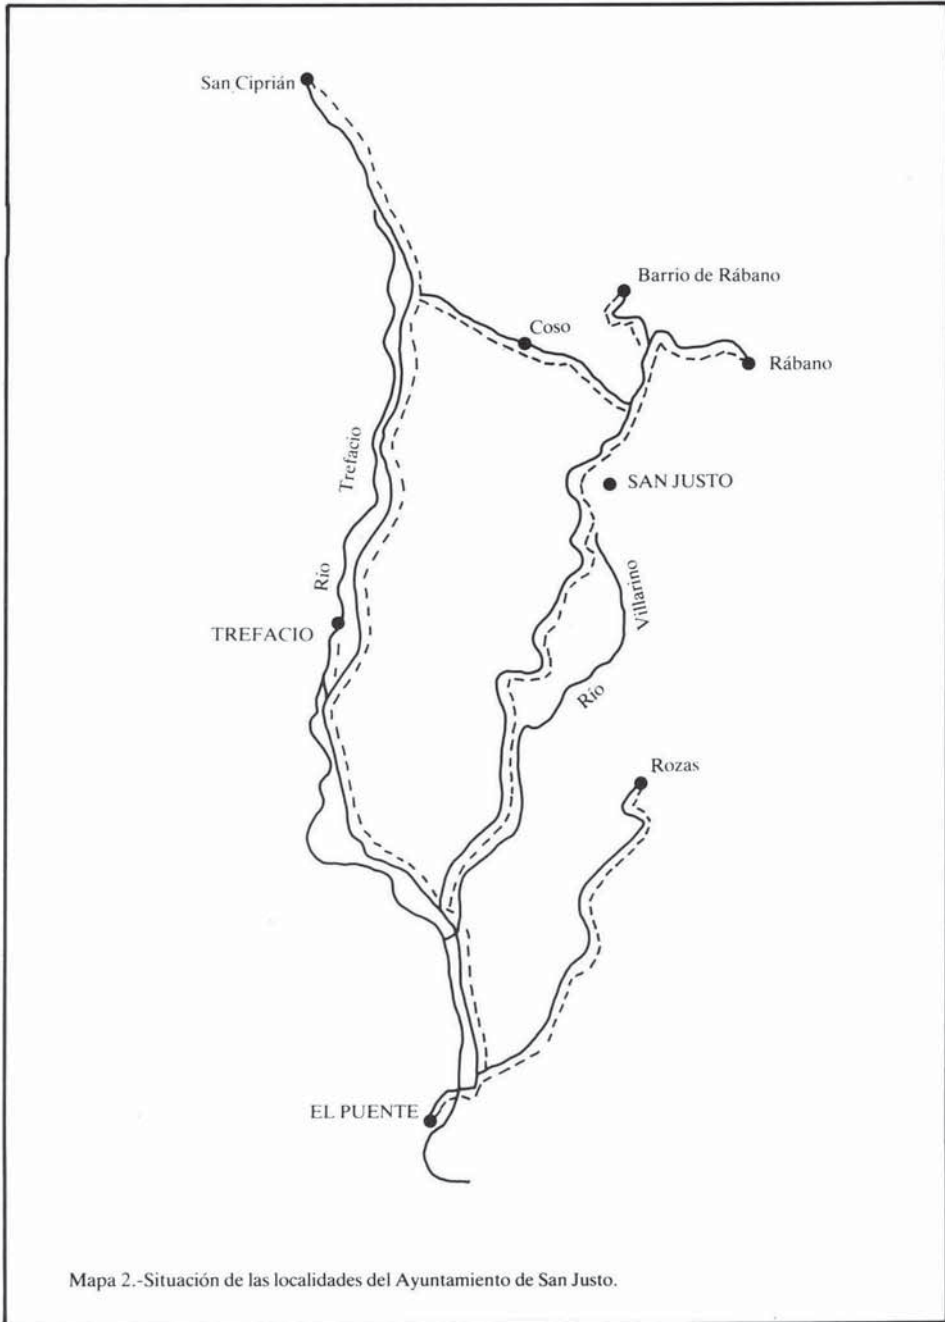 San Ciprián
Barrio de Rábano
Coso
Rábano
Río Trefacio
SAN JUSTO
Río Villarino
TREFACIO
Rozas
EL PUENTE
Mapa 2.-Situación de las localidades del Ayuntamiento de San Justo.